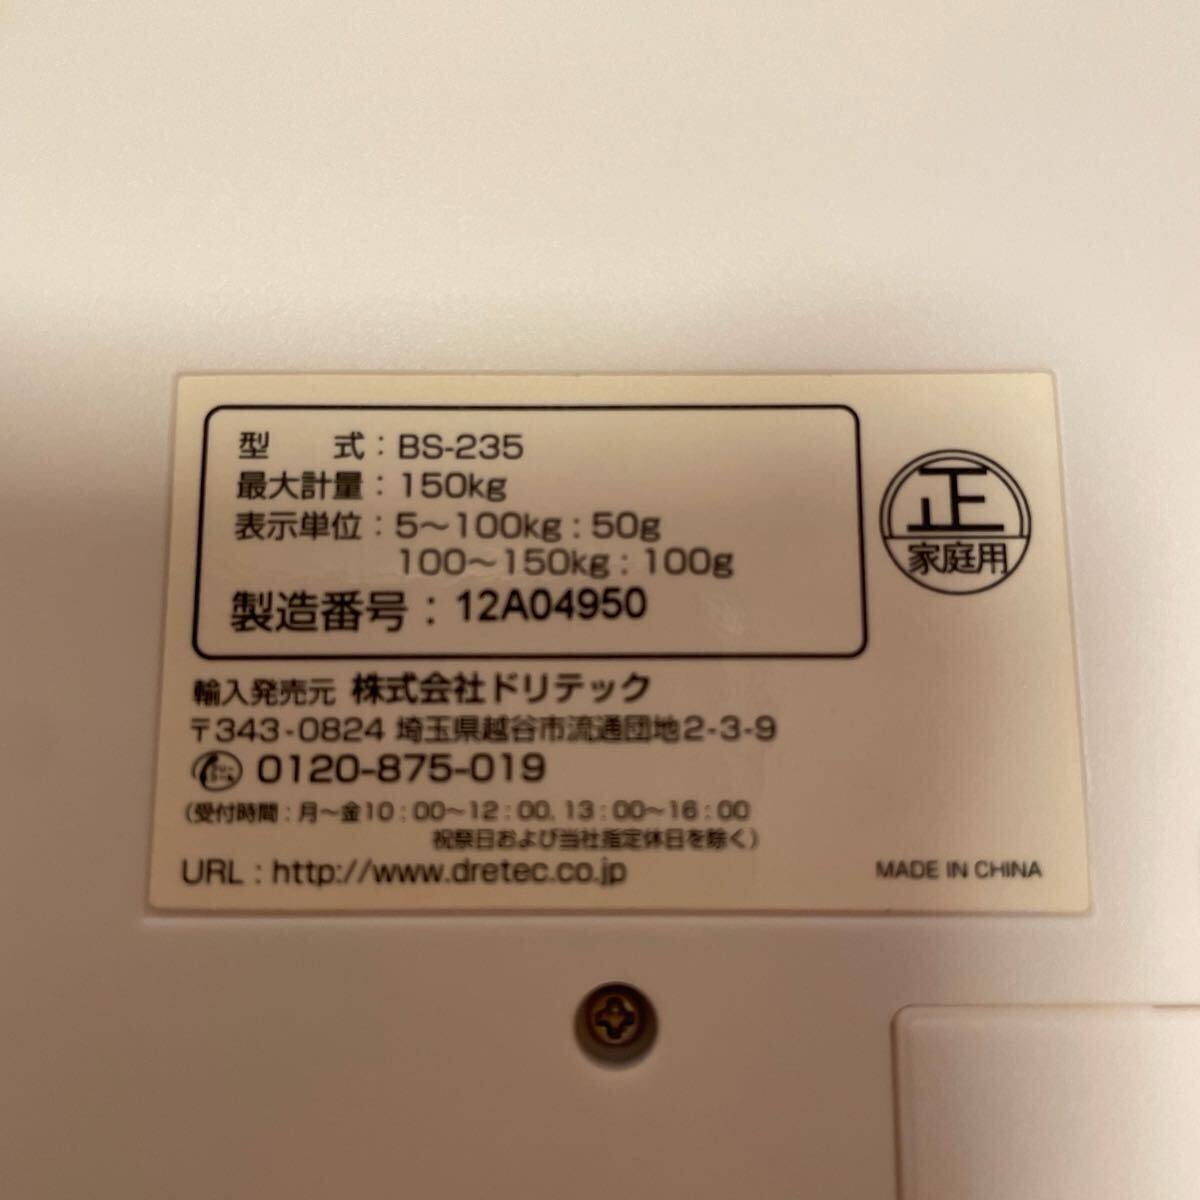 型　　式：BS-235
最大計量：150kg
表示単位：5～100kg：50g
100～150kg：100g
製造番号：12A04950
正
家庭用
輸入発売元 株式会社ドリテック
〒343-0824 埼玉県越谷市流通団地2-3-9
0120-875-019
（受付時間：月～金10：00～12：00, 13：00～16：00
祝祭日および当社指定休日を除く）
URL：http://www.dretec.co.jp
MADE IN CHINA